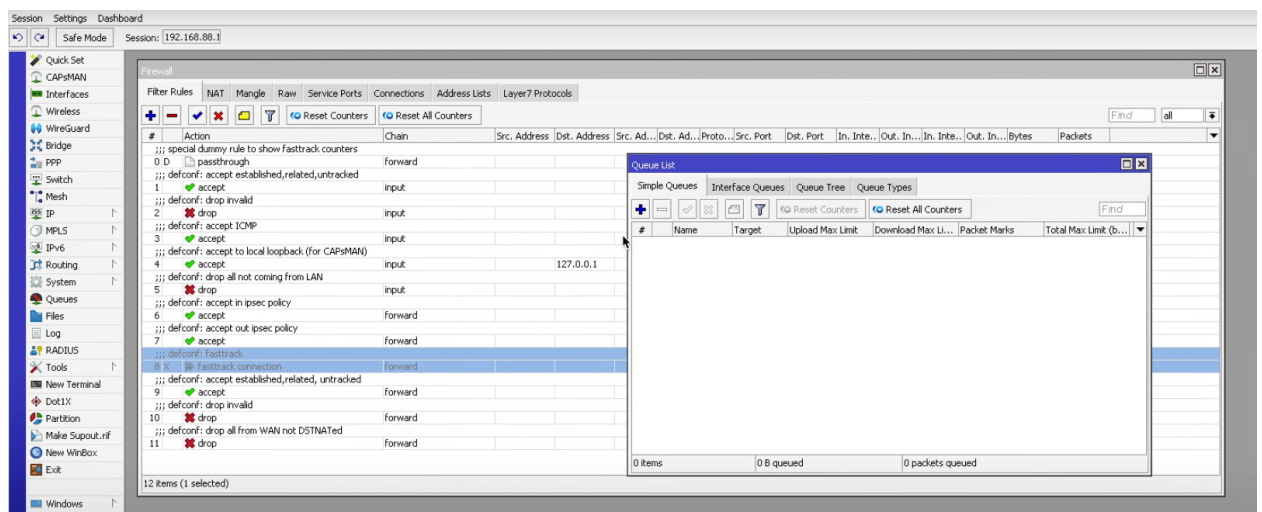 Session Settings Dashboard
Safe Mode Session: 192.168.88.1
Quick Set
CAPsMAN
Interfaces
Wireless
WireGuard
Bridge
PPP
Switch
Mesh
IP
MPLS
IPv6
Routing
System
Queues
Files
Log
RADIUS
Tools
New Terminal
Dot1X
Partition
Make Supout.rif
New WinBox
Exit
Windows
Firewall
Filter Rules NAT Mangle Raw Service Ports Connections Address Lists Layer7 Protocols
Reset Counters Reset All Counters Find all
# Action Chain Src. Address Dst. Address Src. Ad... Dst. Ad... Proto... Src. Port Dst. Port In. Inte.. Out. In... In. Inte.. Out. In... Bytes Packets
;;; special dummy rule to show fasttrack counters
0 D passthrough forward
;;; defconf: accept established,related,untracked
1 accept input
;;; defconf: drop invalid
2 drop input
;;; defconf: accept ICMP
3 accept input
;;; defconf: accept to local loopback (for CAPsMAN)
4 accept input 127.0.0.1
;;; defconf: drop all not coming from LAN
5 drop input
;;; defconf: accept in ipsec policy
6 accept forward
;;; defconf: accept out ipsec policy
7 accept forward
;;; defconf: fasttrack
8 X fasttrack connection forward
;;; defconf: accept established,related, untracked
9 accept forward
;;; defconf: drop invalid
10 drop forward
;;; defconf: drop all from WAN not DSTNATed
11 drop forward
12 items (1 selected)
Queue List
Simple Queues Interface Queues Queue Tree Queue Types
Reset Counters Reset All Counters Find
# Name Target Upload Max Limit Download Max Li... Packet Marks Total Max Limit (b...
0 items 0 B queued 0 packets queued